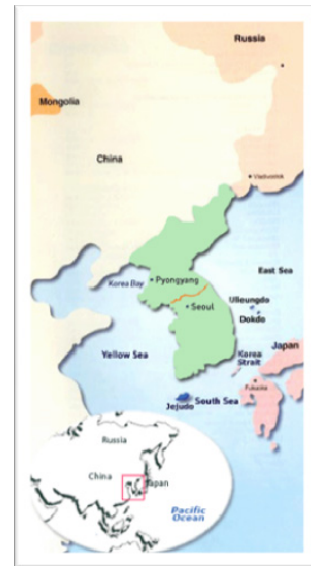 Russia
Mongolia
China
Vladivostok
East Sea
Korea Bay
Pyongyang
Seoul
Ulleungdo
Dokdo
Japan
Korea
Strait
Yellow Sea
Fukuoka
Jejudo
South Sea
Russia
China
Japan
Pacific
Ocean